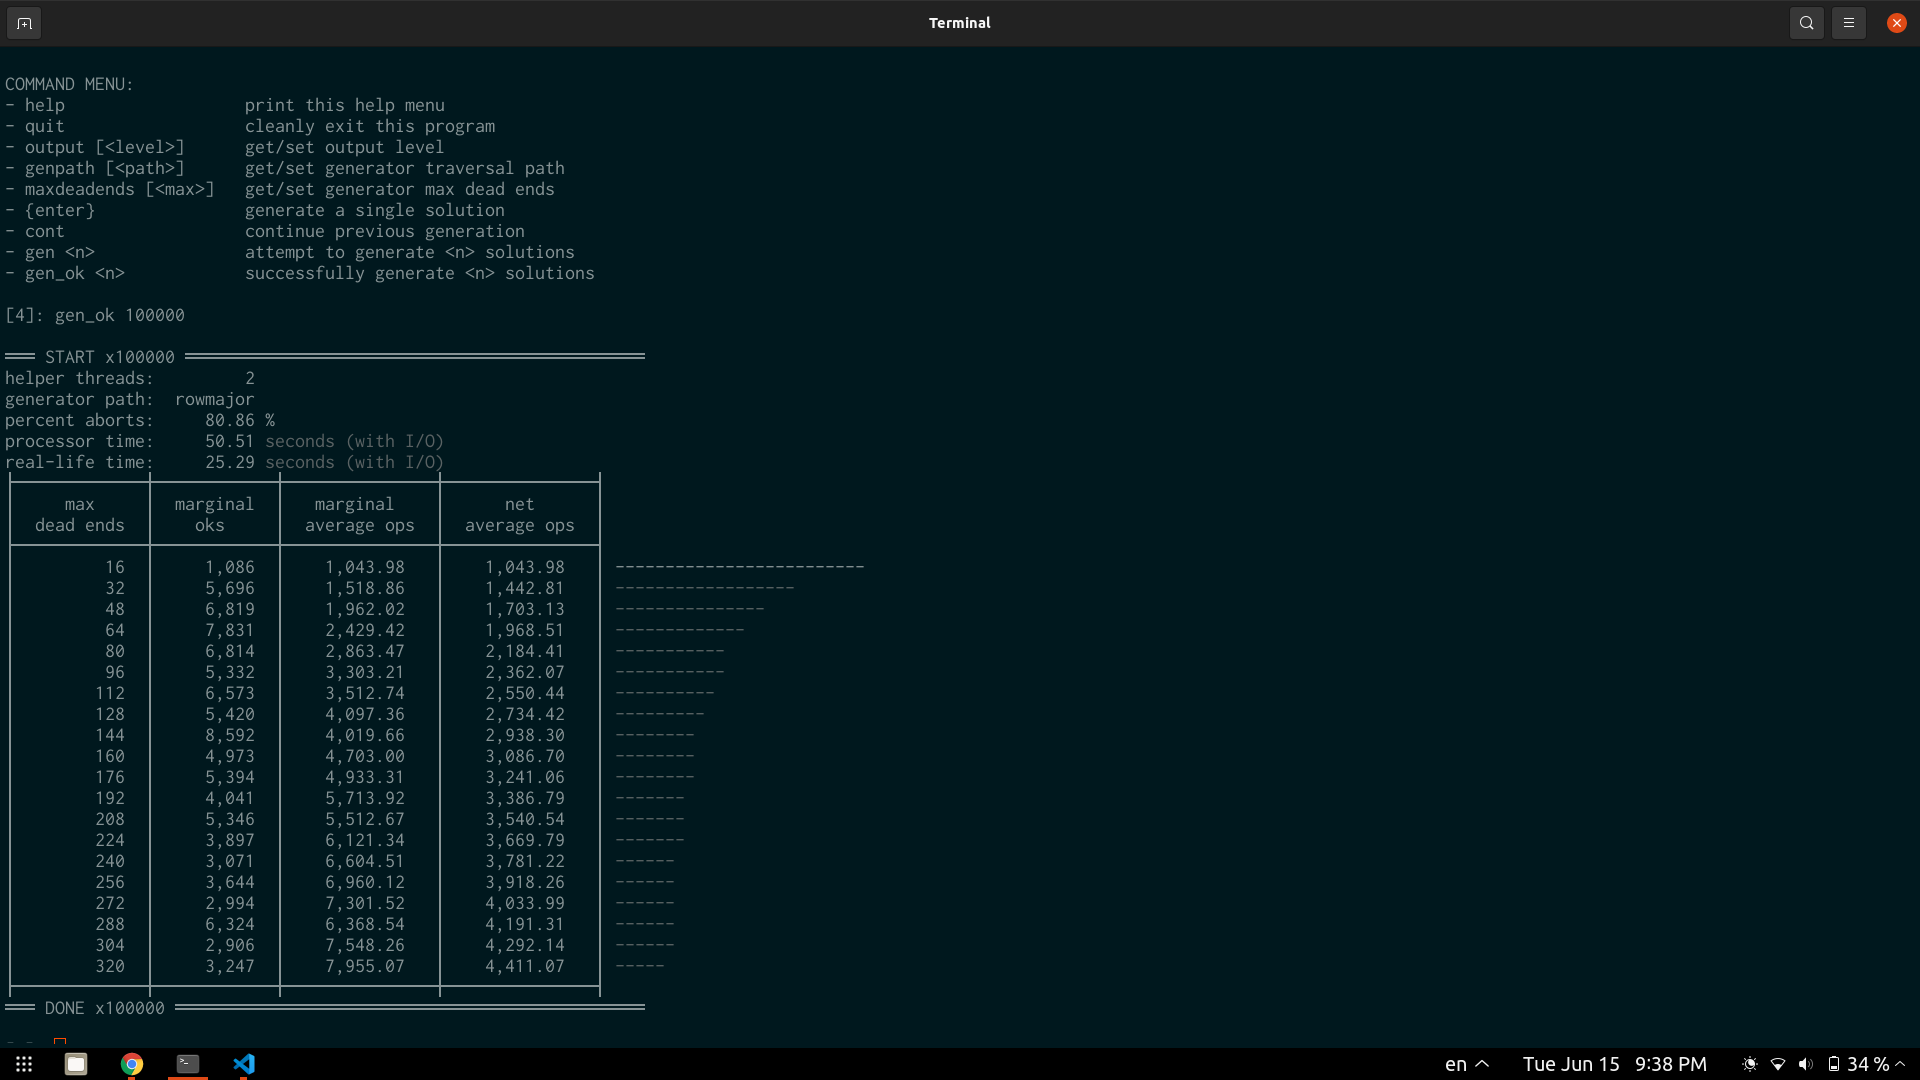 Terminal
COMMAND MENU:
- help print this help menu
- quit cleanly exit this program
- output [<level>] get/set output level
- genpath [<path>] get/set generator traversal path
- maxdeadends [<max>] get/set generator max dead ends
- {enter} generate a single solution
- cont continue previous generation
- gen <n> attempt to generate <n> solutions
- gen_ok <n> successfully generate <n> solutions
[4]: gen_ok 100000
═══ START x100000 ══════════════════════════════════════════════
helper threads: 2
generator path: rowmajor
percent aborts: 80.86 %
processor time: 50.51 seconds (with I/O)
real-life time: 25.29 seconds (with I/O)
max marginal marginal net
dead ends oks average ops average ops
16 1,086 1,043.98 1,043.98 -------------------------
32 5,696 1,518.86 1,442.81 ------------------
48 6,819 1,962.02 1,703.13 ---------------
64 7,831 2,429.42 1,968.51 -------------
80 6,814 2,863.47 2,184.41 -----------
96 5,332 3,303.21 2,362.07 -----------
112 6,573 3,512.74 2,550.44 ----------
128 5,420 4,097.36 2,734.42 ---------
144 8,592 4,019.66 2,938.30 --------
160 4,973 4,703.00 3,086.70 --------
176 5,394 4,933.31 3,241.06 --------
192 4,041 5,713.92 3,386.79 -------
208 5,346 5,512.67 3,540.54 -------
224 3,897 6,121.34 3,669.79 -------
240 3,071 6,604.51 3,781.22 ------
256 3,644 6,960.12 3,918.26 ------
272 2,994 7,301.52 4,033.99 ------
288 6,324 6,368.54 4,191.31 ------
304 2,906 7,548.26 4,292.14 ------
320 3,247 7,955.07 4,411.07 -----
═══ DONE x100000 ═══════════════════════════════════════════════
en Tue Jun 15 9:38 PM 34 %